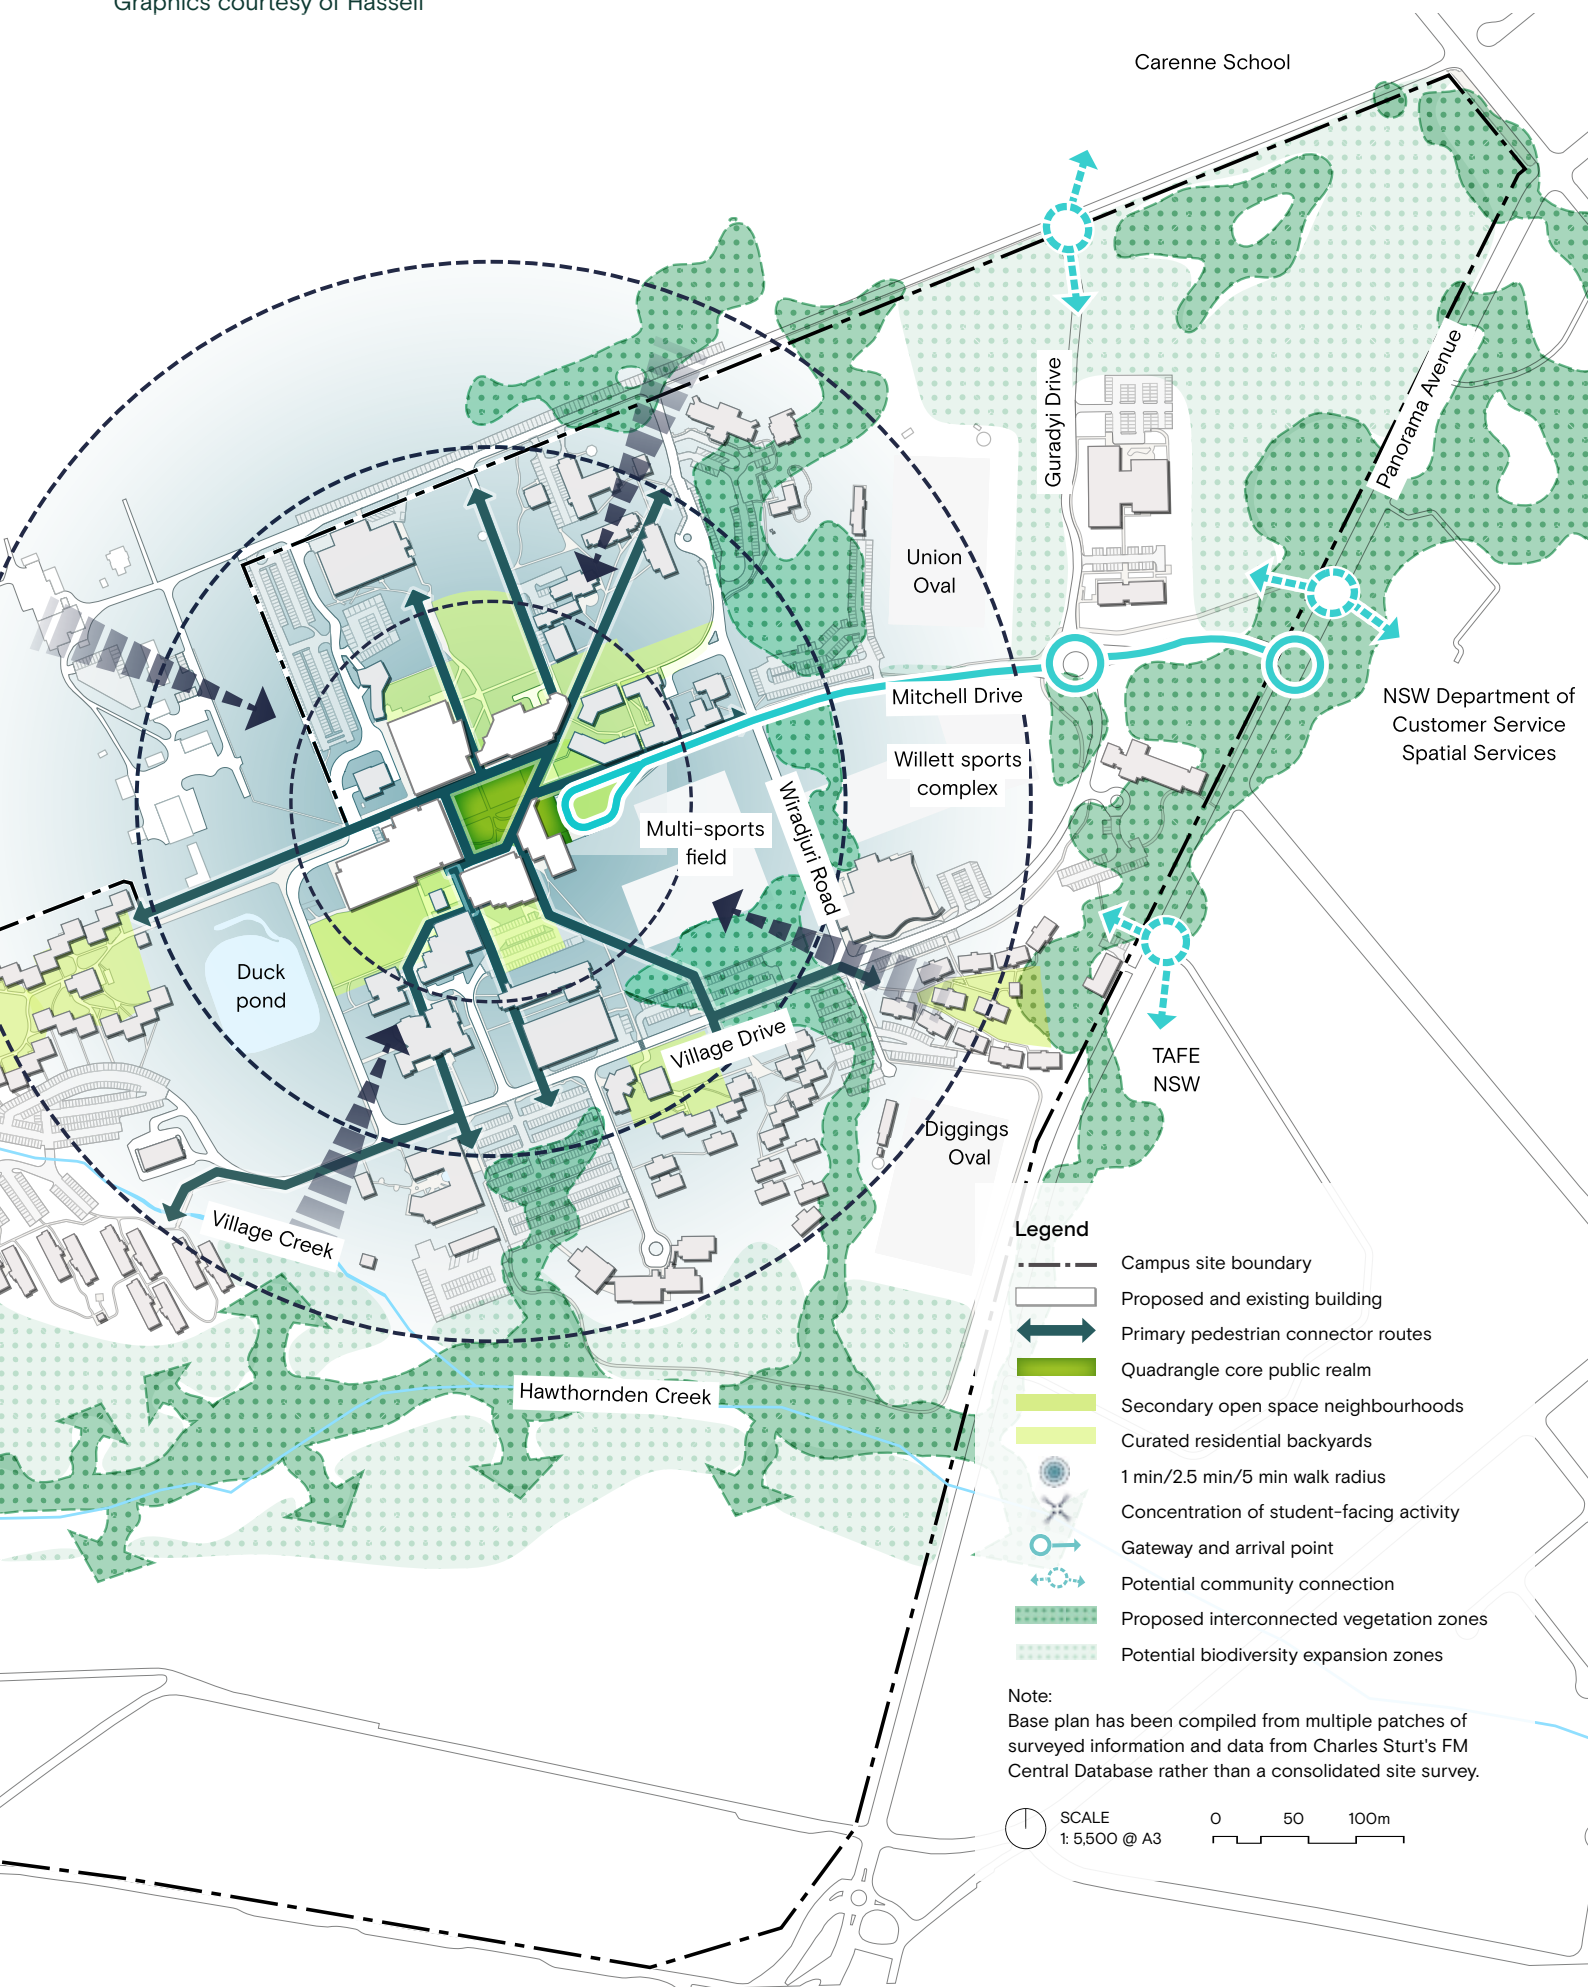 Graphics courtesy of Hassell
Carenne School
Guradyi Drive
Panorama Avenue
Union
Oval
Mitchell Drive
NSW Department of
Customer Service
Spatial Services
Willett sports
complex
Wiradjuri Road
Multi-sports
field
Duck
pond
Village Drive
TAFE
NSW
Diggings
Oval
Village Creek
Hawthornden Creek
Legend
Campus site boundary
Proposed and existing building
Primary pedestrian connector routes
Quadrangle core public realm
Secondary open space neighbourhoods
Curated residential backyards
1 min/2.5 min/5 min walk radius
Concentration of student-facing activity
Gateway and arrival point
Potential community connection
Proposed interconnected vegetation zones
Potential biodiversity expansion zones
Note:
Base plan has been compiled from multiple patches of
surveyed information and data from Charles Sturt's FM
Central Database rather than a consolidated site survey.
SCALE
1: 5,500 @ A3
0 50 100m